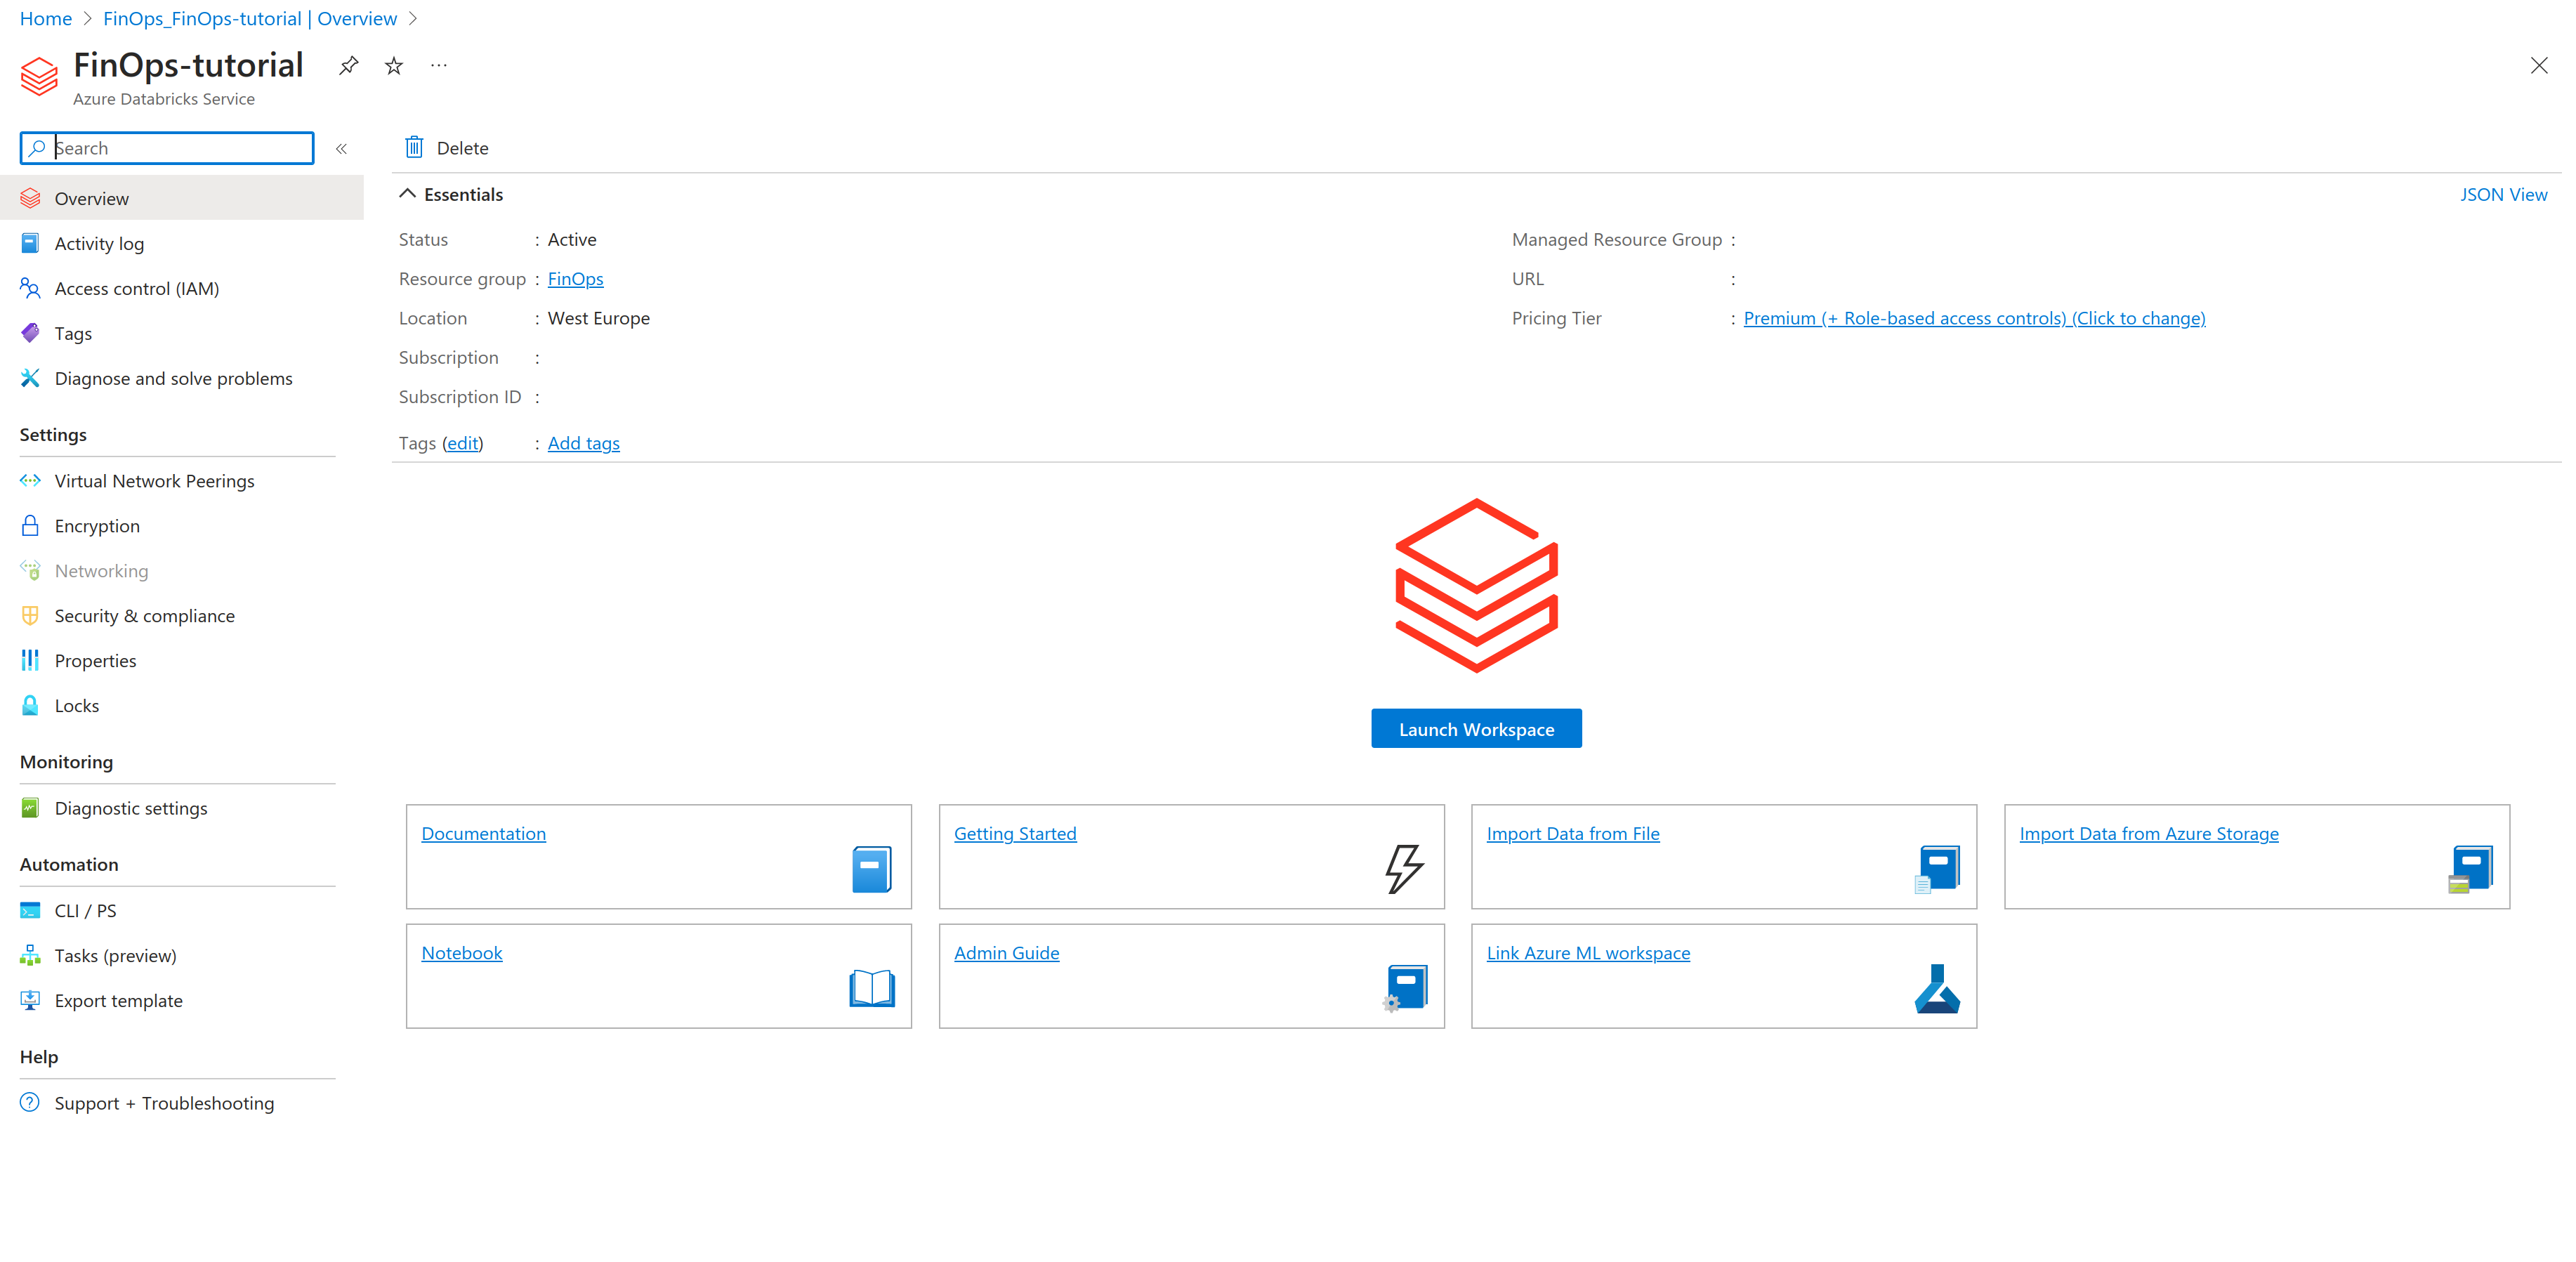 Home > FinOps_FinOps-tutorial | Overview >
FinOps-tutorial
Azure Databricks Service
Search
Overview
Activity log
Access control (IAM)
Tags
Diagnose and solve problems
Settings
Virtual Network Peerings
Encryption
Networking
Security & compliance
Properties
Locks
Monitoring
Diagnostic settings
Automation
CLI / PS
Tasks (preview)
Export template
Help
Support + Troubleshooting
Delete
Essentials
JSON View
Status : Active
Resource group : FinOps
Location : West Europe
Subscription :
Subscription ID :
Tags (edit) : Add tags
Managed Resource Group :
URL :
Pricing Tier : Premium (+ Role-based access controls) (Click to change)
Launch Workspace
Documentation
Getting Started
Import Data from File
Import Data from Azure Storage
Notebook
Admin Guide
Link Azure ML workspace